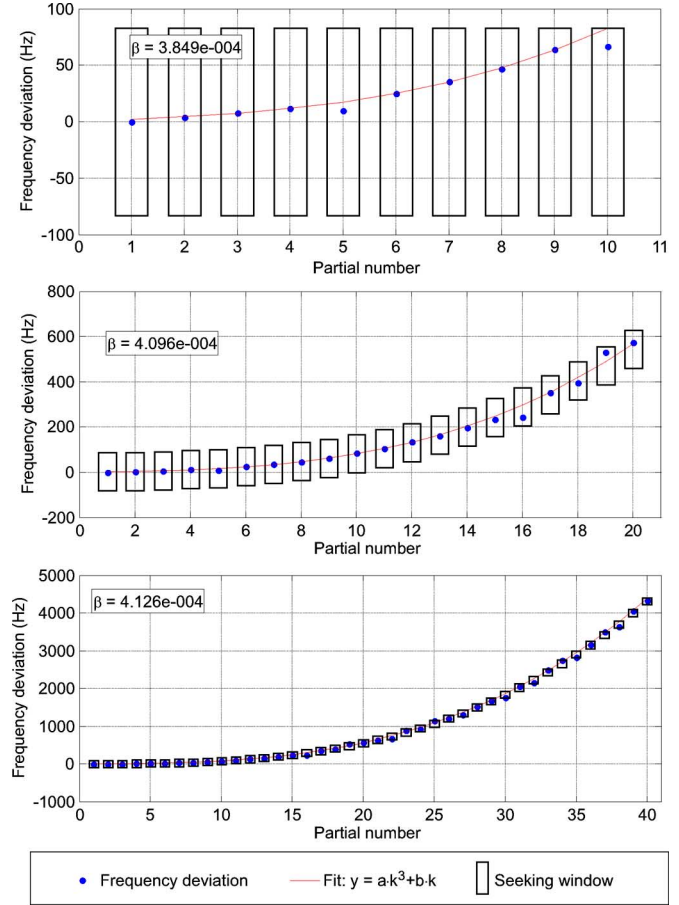 100
50
0
-50
-100
Frequency deviation (Hz)
β = 3.849e-004
0 1 2 3 4 5 6 7 8 9 10 11
Partial number
800
600
400
200
0
-200
Frequency deviation (Hz)
β = 4.096e-004
0 2 4 6 8 10 12 14 16 18 20
Partial number
5000
4000
3000
2000
1000
0
-1000
Frequency deviation (Hz)
β = 4.126e-004
0 5 10 15 20 25 30 35 40
Partial number
Frequency deviation Fit: y = a·k³+b·k Seeking window